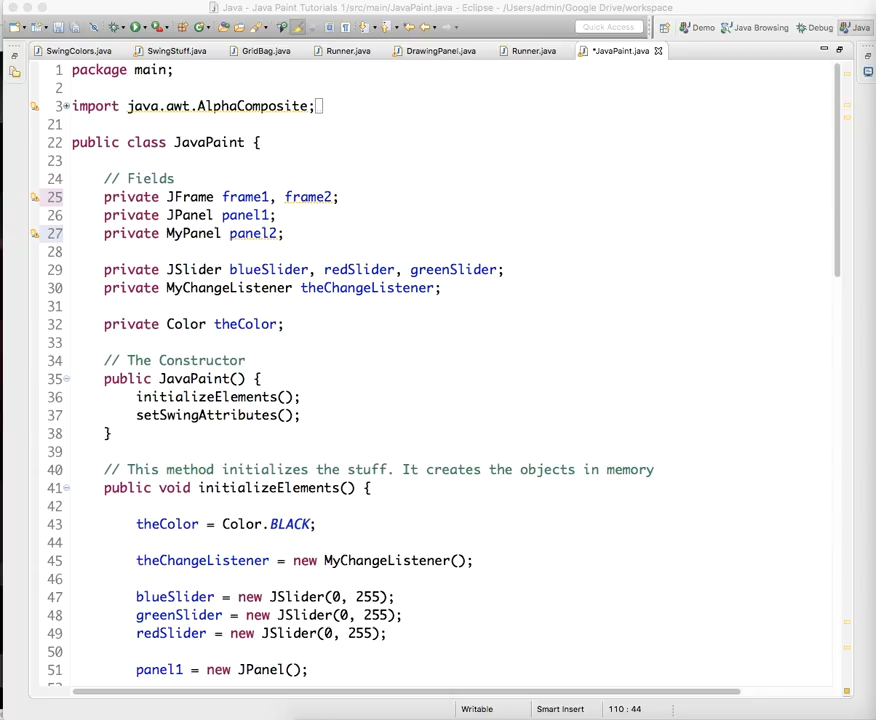 Java - Java Paint Tutorials 1/src/main/JavaPaint.java - Eclipse - /Users/admin/Google Drive/workspace
Quick Access Demo Java Browsing Debug Java
SwingColors.java SwingStuff.java GridBag.java Runner.java DrawingPanel.java Runner.java *JavaPaint.java
1 package main;
2
3 import java.awt.AlphaComposite;
21
22 public class JavaPaint {
23
24 // Fields
25 private JFrame frame1, frame2;
26 private JPanel panel1;
27 private MyPanel panel2;
28
29 private JSlider blueSlider, redSlider, greenSlider;
30 private MyChangeListener theChangeListener;
31
32 private Color theColor;
33
34 // The Constructor
35 public JavaPaint() {
36 initializeElements();
37 setSwingAttributes();
38 }
39
40 // This method initializes the stuff. It creates the objects in memory
41 public void initializeElements() {
42
43 theColor = Color.BLACK;
44
45 theChangeListener = new MyChangeListener();
46
47 blueSlider = new JSlider(0, 255);
48 greenSlider = new JSlider(0, 255);
49 redSlider = new JSlider(0, 255);
50
51 panel1 = new JPanel();
Writable Smart Insert 110 : 44